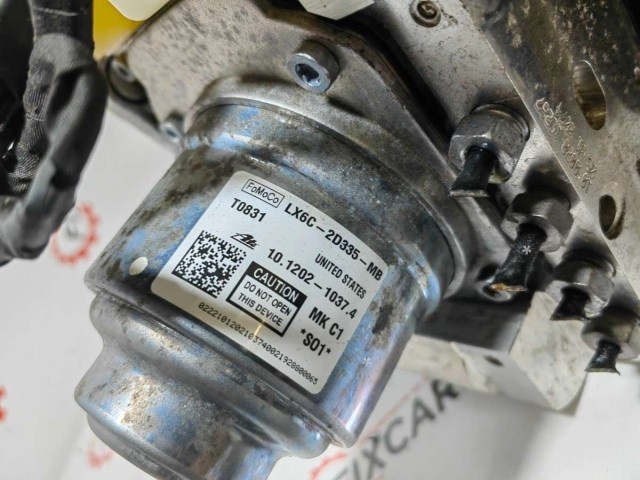 FoMoCo LX6C-2D335-MB
T0831 UNITED STATES
ATE 10.1202-1037.4
CAUTION
DO NOT OPEN
THIS DEVICE
MK C1
*S01*
FIXCAR